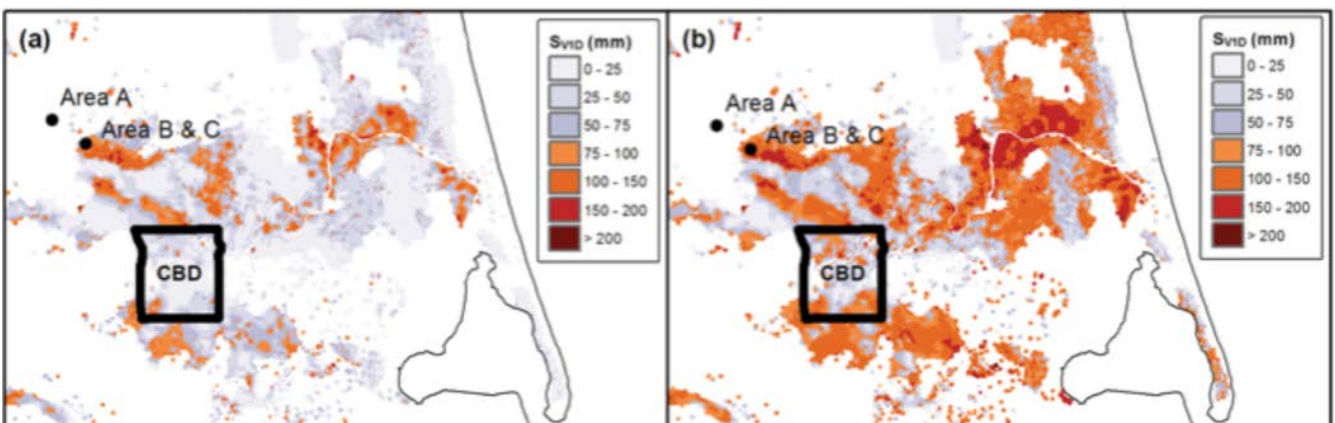 (a)
Area A
Area B & C
CBD
SV1D (mm)
0 - 25
25 - 50
50 - 75
75 - 100
100 - 150
150 - 200
> 200
(b)
Area A
Area B & C
CBD
SV1D (mm)
0 - 25
25 - 50
50 - 75
75 - 100
100 - 150
150 - 200
> 200